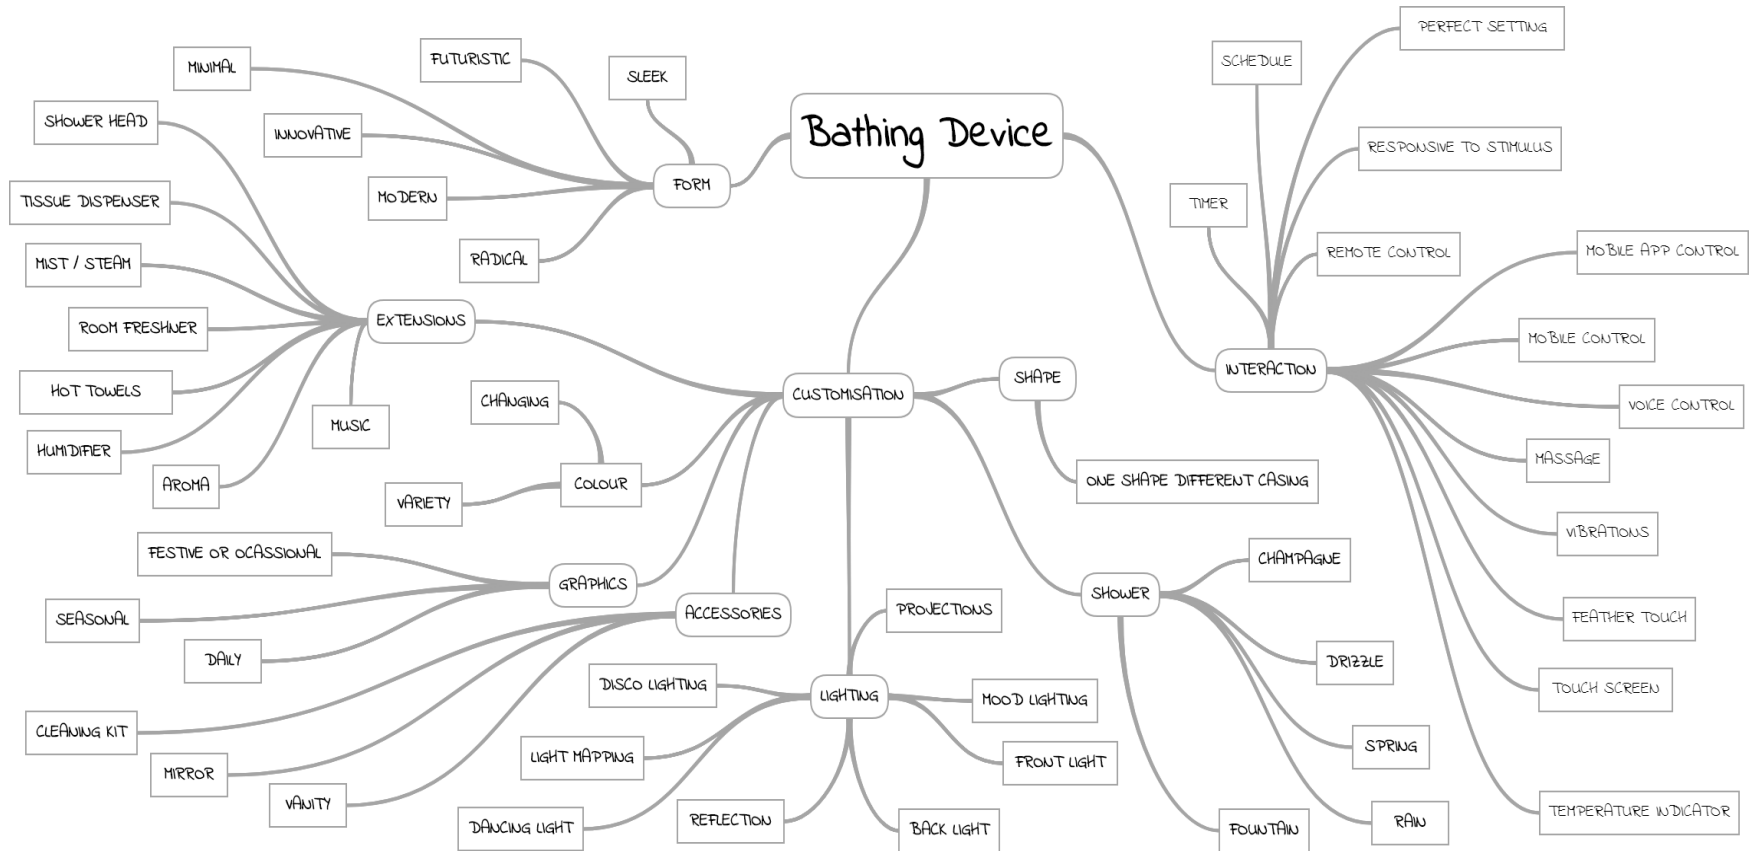 Bathing Device
FORM
MINIMAL
FUTURISTIC
SLEEK
INNOVATIVE
MODERN
RADICAL
CUSTOMISATION
EXTENSIONS
SHOWER HEAD
TISSUE DISPENSER
MIST / STEAM
ROOM FRESHNER
HOT TOWELS
HUMIDIFIER
AROMA
MUSIC
COLOUR
CHANGING
VARIETY
GRAPHICS
FESTIVE OR OCASSIONAL
SEASONAL
DAILY
ACCESSORIES
CLEANING KIT
MIRROR
VANITY
LIGHTING
PROJECTIONS
DISCO LIGHTING
MOOD LIGHTING
LIGHT MAPPING
FRONT LIGHT
DANCING LIGHT
REFLECTION
BACK LIGHT
SHAPE
ONE SHAPE DIFFERENT CASING
SHOWER
CHAMPAGNE
DRIZZLE
SPRING
RAIN
FOUNTAIN
INTERACTION
PERFECT SETTING
SCHEDULE
RESPONSIVE TO STIMULUS
TIMER
REMOTE CONTROL
MOBILE APP CONTROL
MOBILE CONTROL
VOICE CONTROL
MASSAGE
VIBRATIONS
FEATHER TOUCH
TOUCH SCREEN
TEMPERATURE INDICATOR